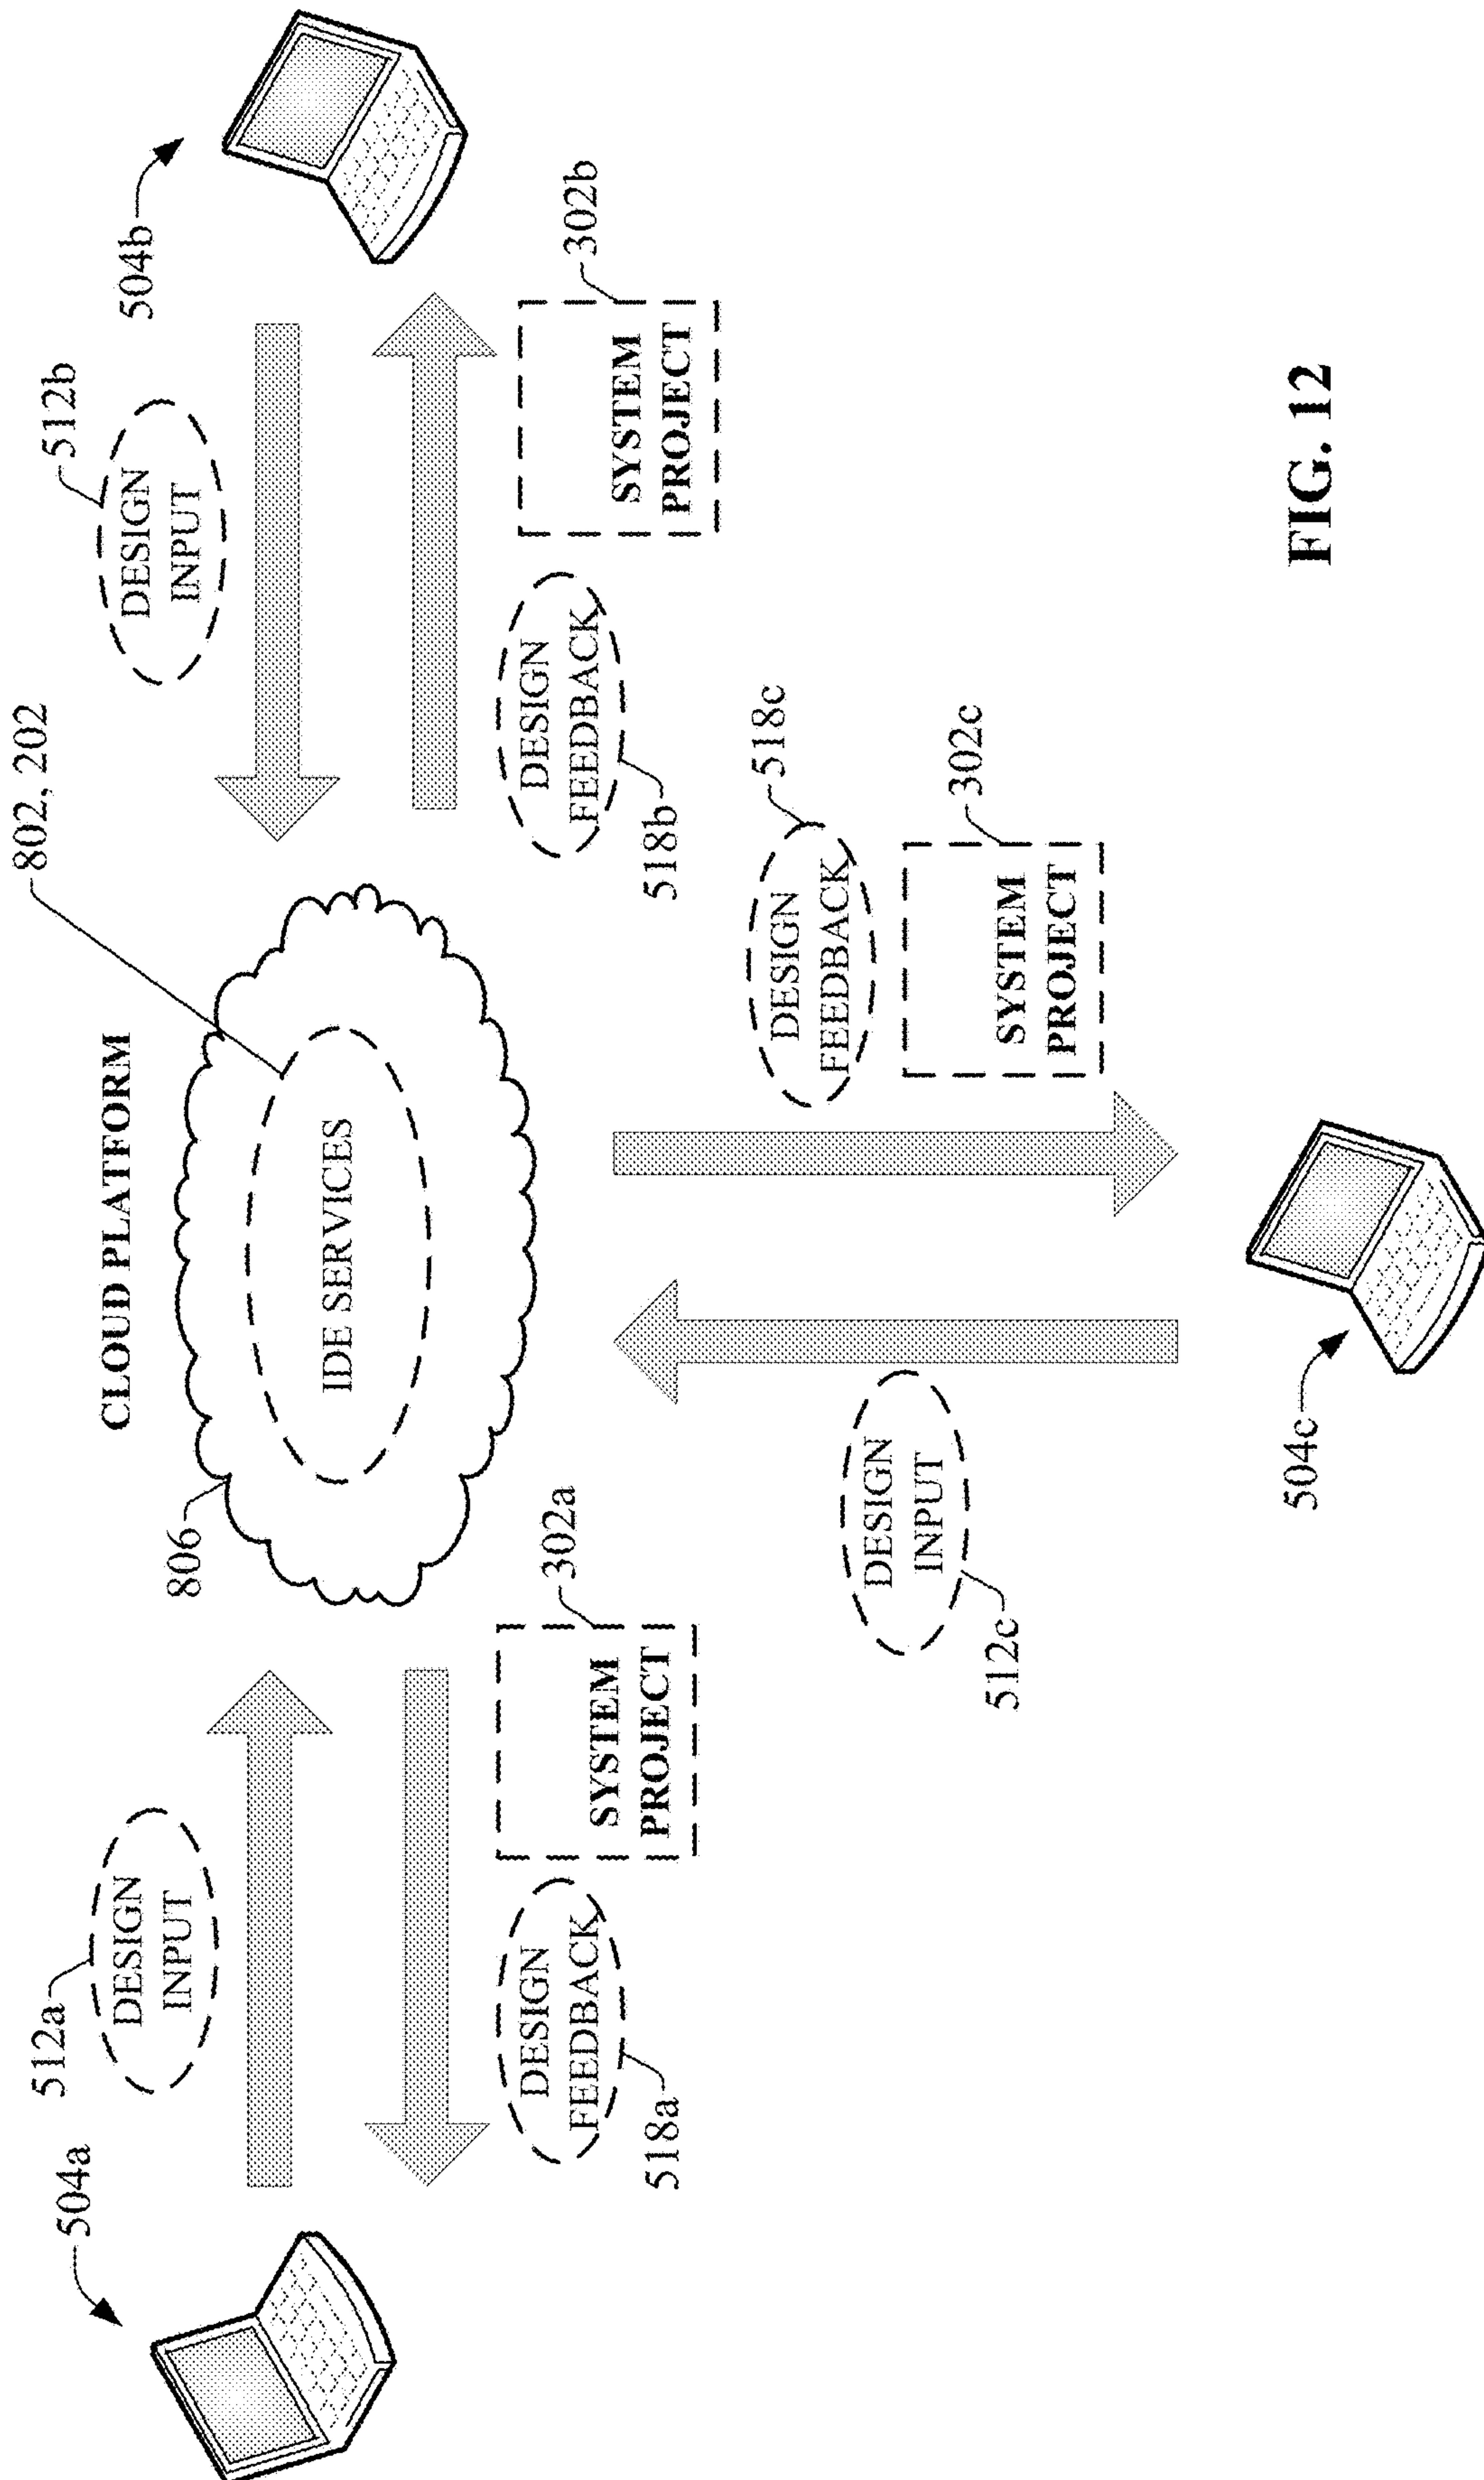 CLOUD PLATFORM
802, 202
806
IDE SERVICES
504a
512a
DESIGN
INPUT
518a
DESIGN
FEEDBACK
302a
SYSTEM
PROJECT
512b
DESIGN
INPUT
504b
518b
DESIGN
FEEDBACK
302b
SYSTEM
PROJECT
512c
DESIGN
INPUT
518c
DESIGN
FEEDBACK
302c
SYSTEM
PROJECT
504c
FIG. 12